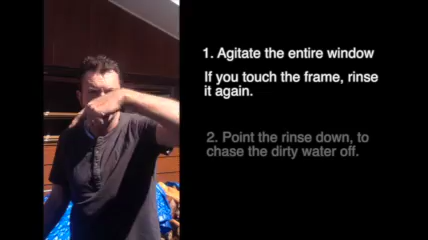 1. Agitate the entire window
If you touch the frame, rinse
it again.
2. Point the rinse down, to
chase the dirty water off.